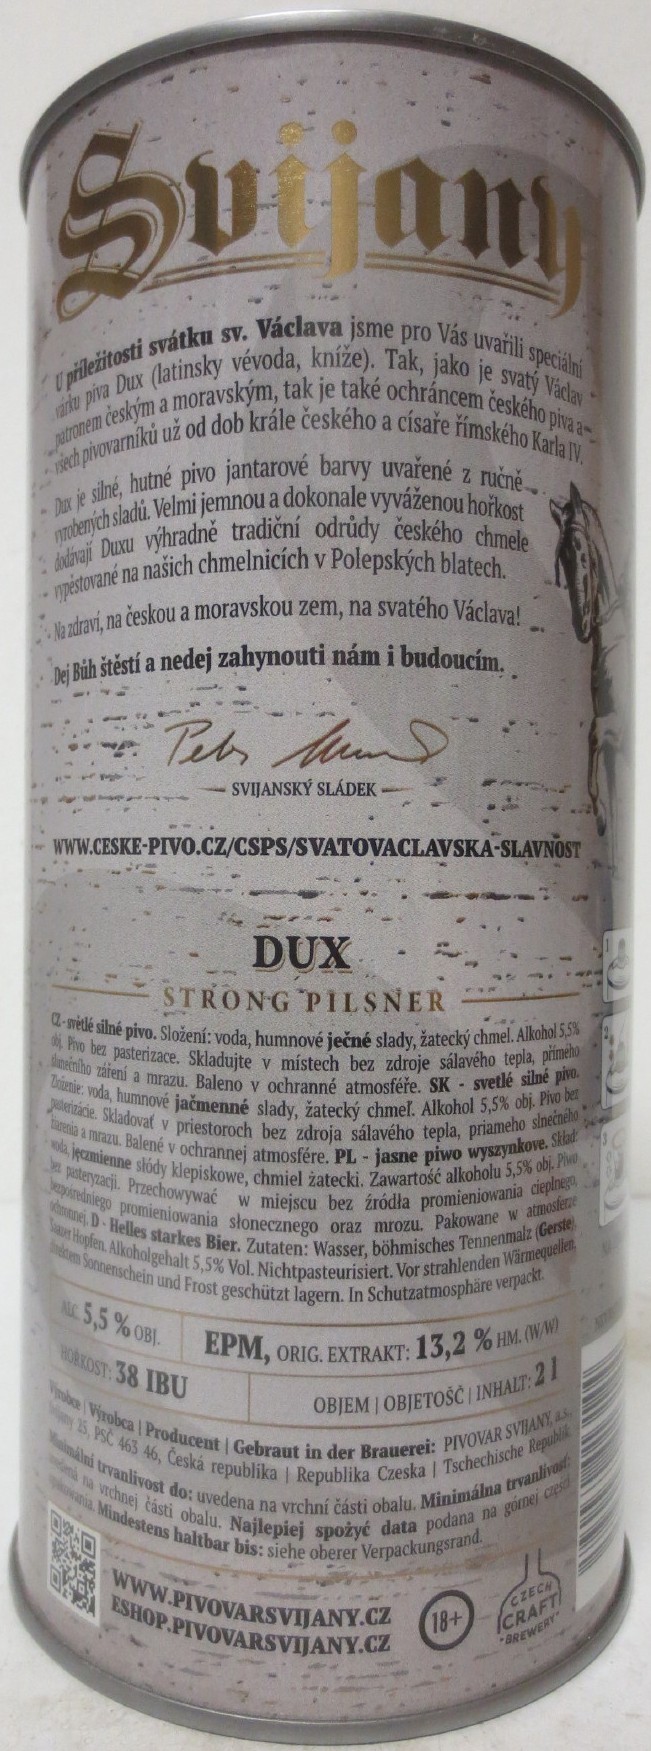 Svijany
U příležitosti svátku sv. Václava jsme pro Vás uvařili speciální
várku piva Dux (latinsky vévoda, kníže). Tak, jako je svatý Václav
patronem českým a moravským, tak je také ochráncem českého piva a
všech pivovarníků už od dob krále českého a císaře římského Karla IV.
Dux je silné, hutné pivo jantarové barvy uvařené z ručně
vyrobených sladů. Velmi jemnou a dokonale vyváženou hořkost
dodávají Duxu výhradně tradiční odrůdy českého chmele
vypěstované na našich chmelnicích v Polepských blatech.
Na zdraví, na českou a moravskou zem, na svatého Václava!
Dej Bůh štěstí a nedej zahynouti nám i budoucím.
SVIJANSKÝ SLÁDEK
WWW.CESKE-PIVO.CZ/CSPS/SVATOVACLAVSKA-SLAVNOST
DUX
STRONG PILSNER
CZ - světlé silné pivo. Složení: voda, humnové ječné slady, žatecký chmel. Alkohol 5,5%
obj. Pivo bez pasterizace. Skladujte v místech bez zdroje sálavého tepla, přímého
slunečního záření a mrazu. Baleno v ochranné atmosféře. SK - svetlé silné pivo.
Zloženie: voda, humnové jačmenné slady, žatecký chmeľ. Alkohol 5,5% obj. Pivo bez
pasterizácie. Skladovať v priestoroch bez zdroja sálavého tepla, priameho slnečného
žiarenia a mrazu. Balené v ochrannej atmosfére. PL - jasne piwo wyszynkowe. Skład:
woda, jęczmienne słódy klepiskowe, chmiel žatecki. Zawartość alkoholu 5,5% obj. Piwo
bez pasteryzacji. Przechowywać w miejscu bez źródła promieniowania cieplnego,
bezpośredniego promieniowania słonecznego oraz mrozu. Pakowane w atmosferze
ochronnej. D - Helles starkes Bier. Zutaten: Wasser, böhmisches Tennenmalz (Gerste),
Saazer Hopfen. Alkoholgehalt 5,5% Vol. Nichtpasteurisiert. Vor strahlenden Wärmequellen,
direktem Sonnenschein und Frost geschützt lagern. In Schutzatmosphäre verpackt.
ALC. 5,5 % OBJ.
EPM, ORIG. EXTRAKT: 13,2 % HM. (W/W)
HOŘKOST: 38 IBU
OBJEM | OBJETOŠČ | INHALT: 2 l
Výrobce | Výrobca | Producent | Gebraut in der Brauerei: PIVOVAR SVIJANY, a.s.,
Svijany 25, PSČ 463 46, Česká republika | Republika Czeska | Tschechische Republik
Minimální trvanlivost do: uvedena na vrchní části obalu. Minimálna trvanlivosť:
uvedená na vrchnej části obalu. Najlepiej spożyć data podana na górnej części
opakowania. Mindestens haltbar bis: siehe oberer Verpackungsrand.
WWW.PIVOVARSVIJANY.CZ
ESHOP.PIVOVARSVIJANY.CZ
18+
CZECH
CRAFT
BREWERY
1
2
3